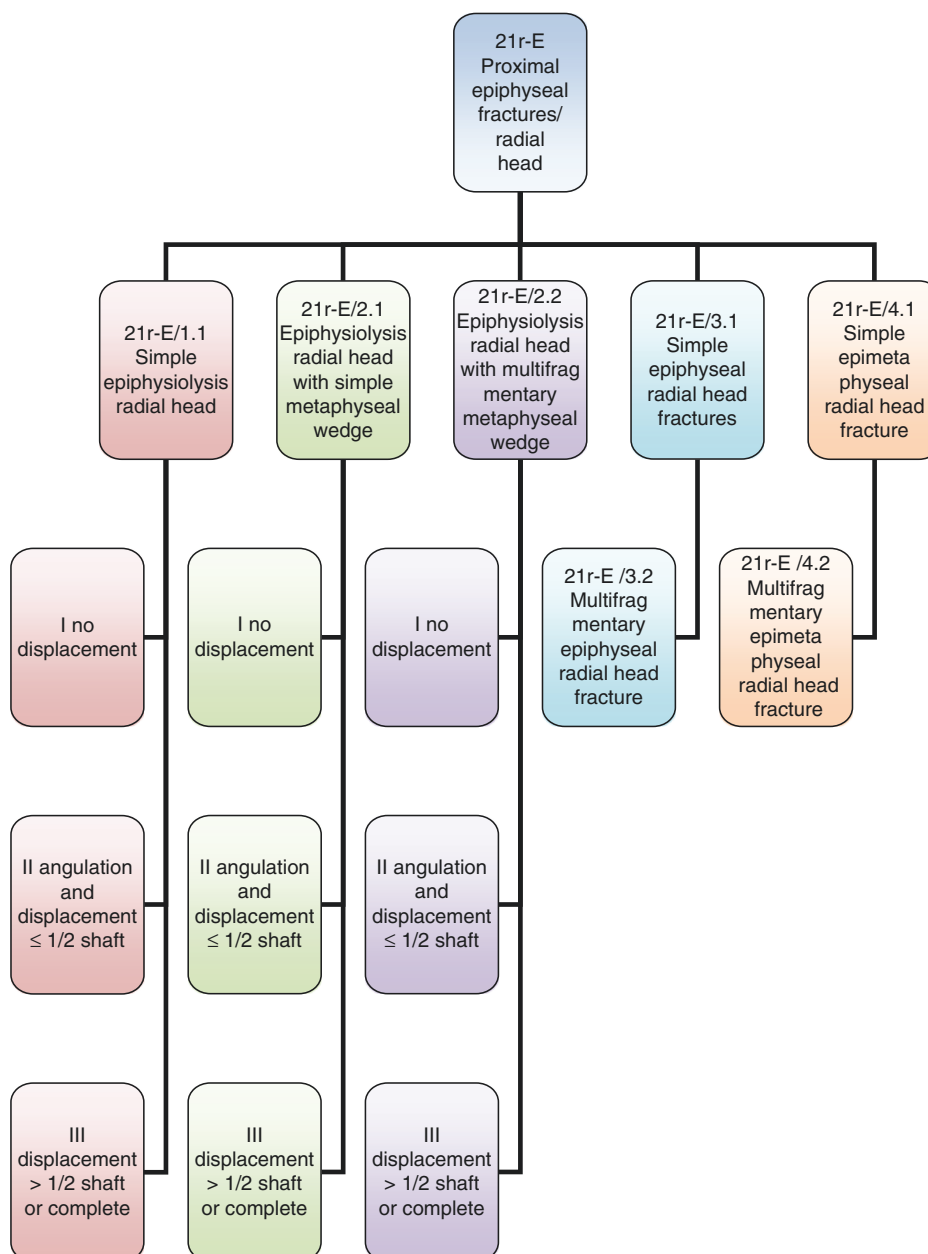 21r-E
Proximal
epiphyseal
fractures/
radial
head
21r-E/1.1
Simple
epiphysiolysis
radial head
21r-E/2.1
Epiphysiolysis
radial head
with simple
metaphyseal
wedge
21r-E/2.2
Epiphysiolysis
radial head
with multifrag
mentary
metaphyseal
wedge
21r-E/3.1
Simple
epiphyseal
radial head
fractures
21r-E/4.1
Simple
epimeta
physeal
radial head
fracture
I no
displacement
I no
displacement
I no
displacement
21r-E /3.2
Multifrag
mentary
epiphyseal
radial head
fracture
21r-E /4.2
Multifrag
mentary
epimeta
physeal
radial head
fracture
II angulation
and
displacement
≤ 1/2 shaft
II angulation
and
displacement
≤ 1/2 shaft
II angulation
and
displacement
≤ 1/2 shaft
III
displacement
> 1/2 shaft
or complete
III
displacement
> 1/2 shaft
or complete
III
displacement
> 1/2 shaft
or complete